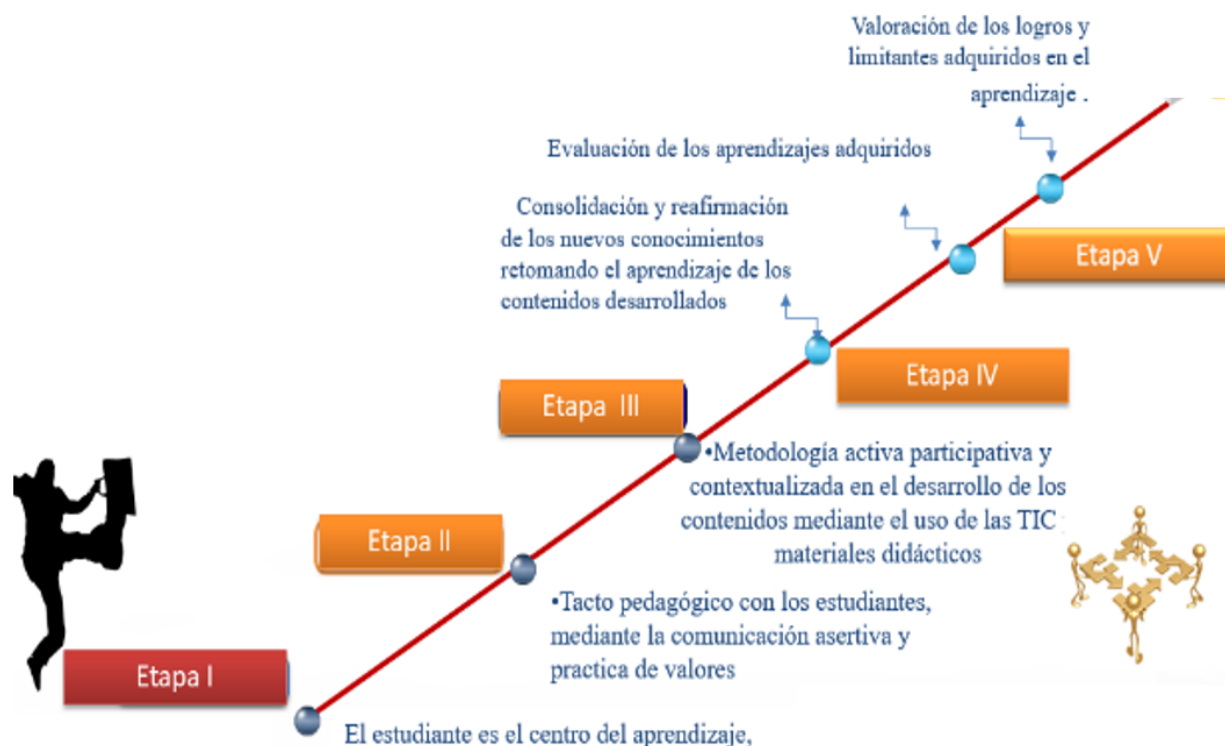 Valoración de los logros y
limitantes adquiridos en el
aprendizaje .
Evaluación de los aprendizajes adquiridos
Consolidación y reafirmación
de los nuevos conocimientos
retomando el aprendizaje de los
contenidos desarrollados
Etapa V
Etapa IV
Etapa III
•Metodología activa participativa y
contextualizada en el desarrollo de los
contenidos mediante el uso de las TIC
materiales didácticos
Etapa II
•Tacto pedagógico con los estudiantes,
mediante la comunicación asertiva y
practica de valores
Etapa I
El estudiante es el centro del aprendizaje,